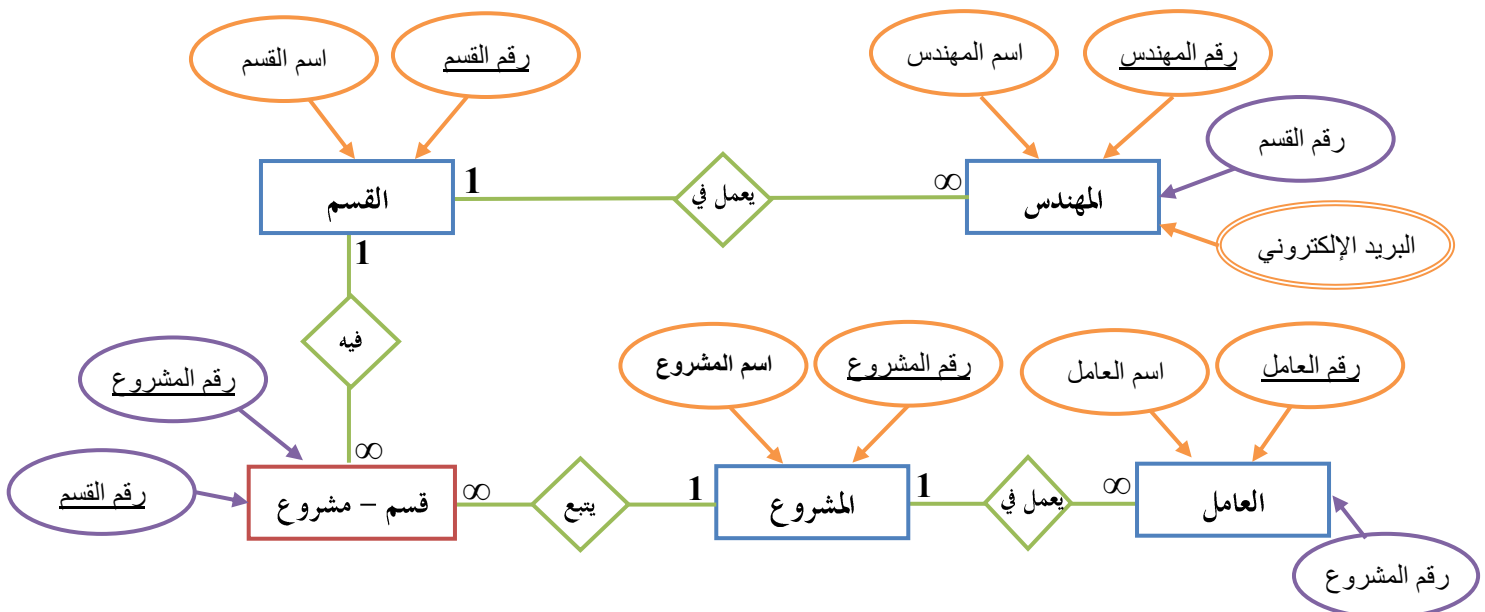 رقم المهندس
اسم المهندس
رقم القسم
اسم القسم
رقم القسم
المهندس
∞
يعمل في
1
القسم
البريد الإلكتروني
1
فيه
رقم العامل
اسم العامل
رقم المشروع
اسم المشروع
رقم المشروع
∞
العامل
∞
يعمل في
1
المشروع
1
يتبع
∞
قسم – مشروع
رقم القسم
رقم المشروع